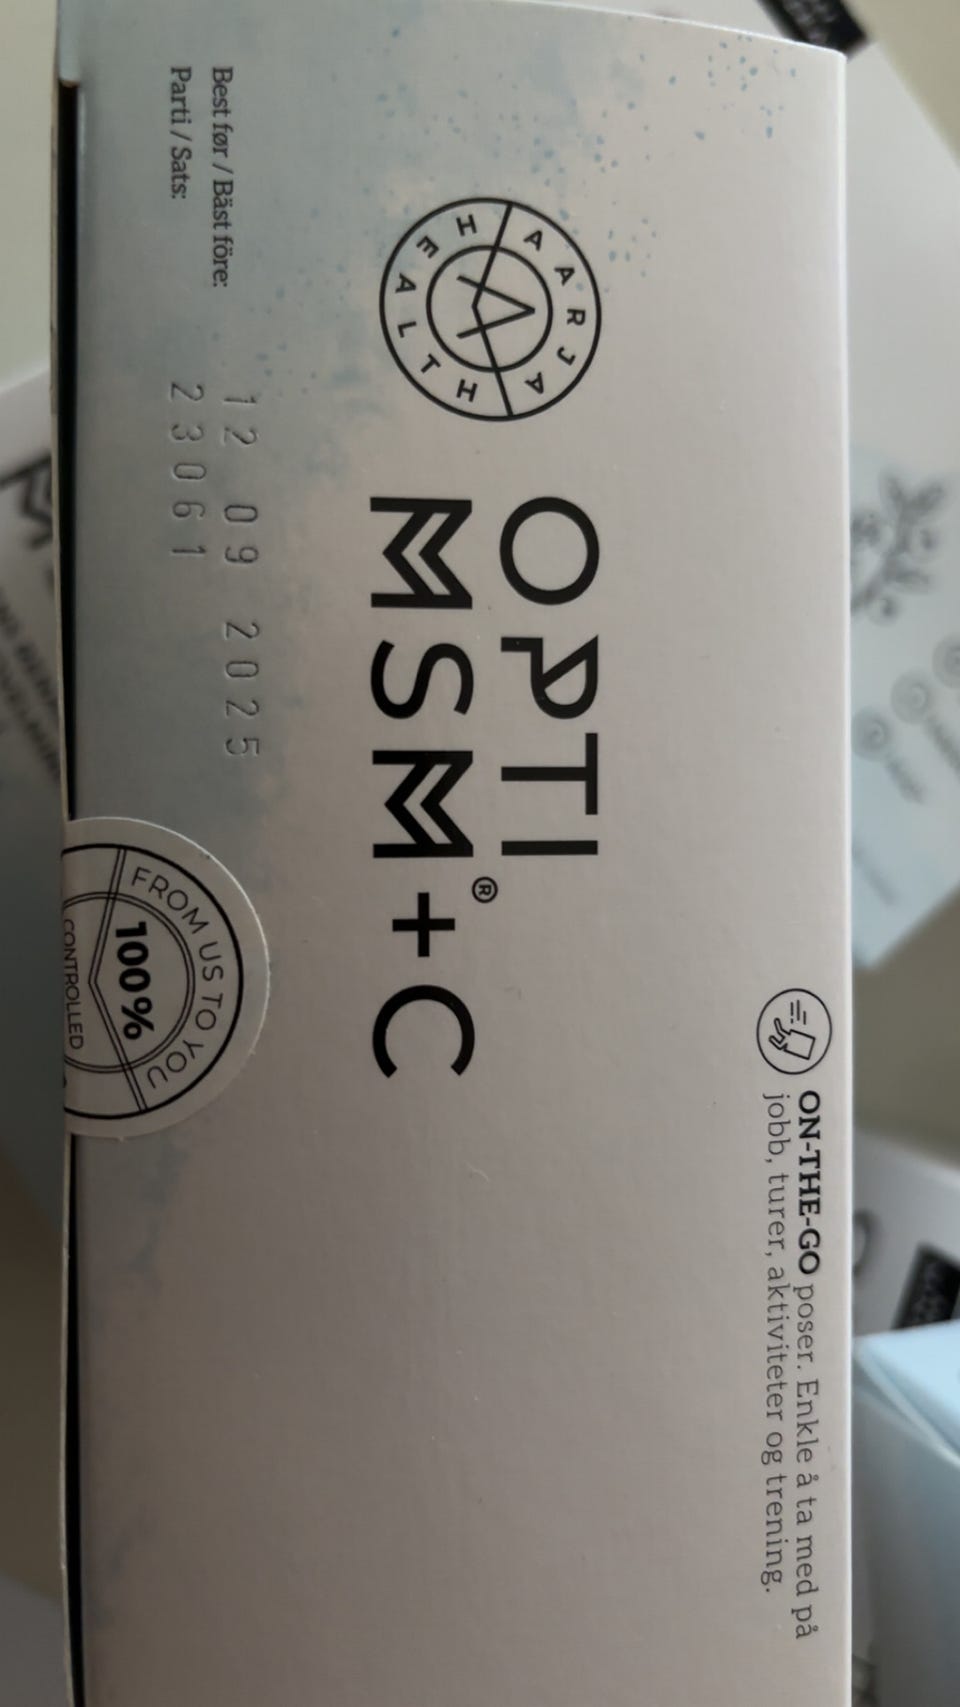 ON-THE-GO poser. Enkle å ta med på
jobb, turer, aktiviteter og trening.
AARJA
HEALTH
OPTI
MSM®+C
Best før / Bäst före: 12 09 2025
Parti / Sats: 23061
FROM US TO YOU
100%
CONTROLLED